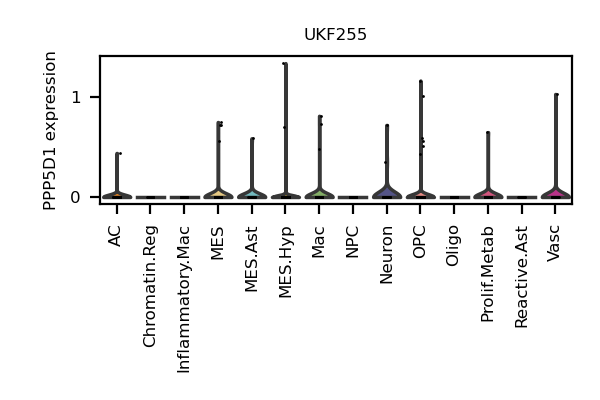 UKF255
PPP5D1 expression
1
0
AC
Chromatin.Reg
Inflammatory.Mac
MES
MES.Ast
MES.Hyp
Mac
NPC
Neuron
OPC
Oligo
Prolif.Metab
Reactive.Ast
Vasc